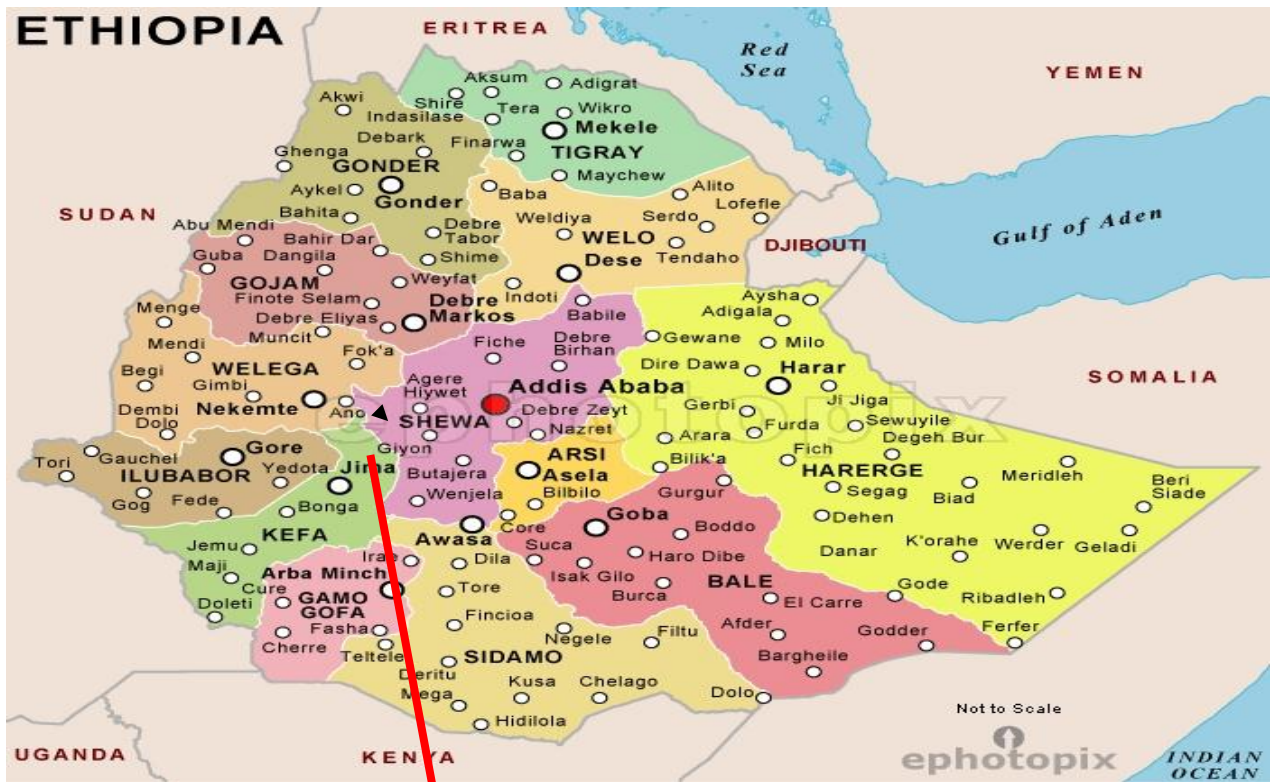 ETHIOPIA
ERITREA
Red
Sea
YEMEN
Akwi
Aksum
Adigrat
Shire
Indasilase
Tera
Wikro
Debark
Mekele
Ghenga
GONDER
Finarwa
TIGRAY
Aykel
Gonder
Maychew
SUDAN
Bahita
Baba
Alito
Abu Mendi
Debre
Tabor
Weldiya
Serdo
Lofefle
Bahir Dar
WELO
DJIBOUTI
Gulf of Aden
Guba
Dangila
Shime
Dese
Tendaho
GOJAM
Weyfat
Indoti
Finote Selam
Debre
Markos
Aysha
Menge
Debre Eliyas
Babile
Adigala
Muncit
Fiche
Debre
Birhan
Gewane
Milo
Mendi
Fok'a
Begi
WELEGA
Agere
Hiywet
Addis Ababa
Dire Dawa
Harar
SOMALIA
Gimbi
Nekemte
Ano
Dembi
Dolo
SHEWA
Debre Zeyt
Gerbi
Ji Jiga
Sewuyile
Nazret
Furda
Degeh Bur
ephotopix
Giyon
Arara
Gore
ARSI
Fich
Tori
Gauchel
Yedota
Jima
Butajera
Asela
Bilik'a
HARERGE
Meridleh
ILUBABOR
Wenjela
Bilbilo
Gurgur
Segag
Biad
Beri
Siade
Gog
Fede
Bonga
Core
Goba
Dehen
KEFA
Awasa
Boddo
Jemu
Irae
Dila
Suca
Haro Dibe
Danar
K'orahe
Werder
Geladi
Maji
Arba Minch
Isak Gilo
BALE
Cure
GAMO
GOFA
Tore
Burca
El Carre
Gode
Ribadleh
Doleti
Fasha
Fincioa
Afder
Cherre
Teltele
Negele
Filtu
Godder
Ferfer
SIDAMO
Bargheile
Deritu
Mega
Kusa
Chelago
Dolo
Hidilola
Not to Scale
UGANDA
KENYA
ephotopix
INDIAN
OCEAN